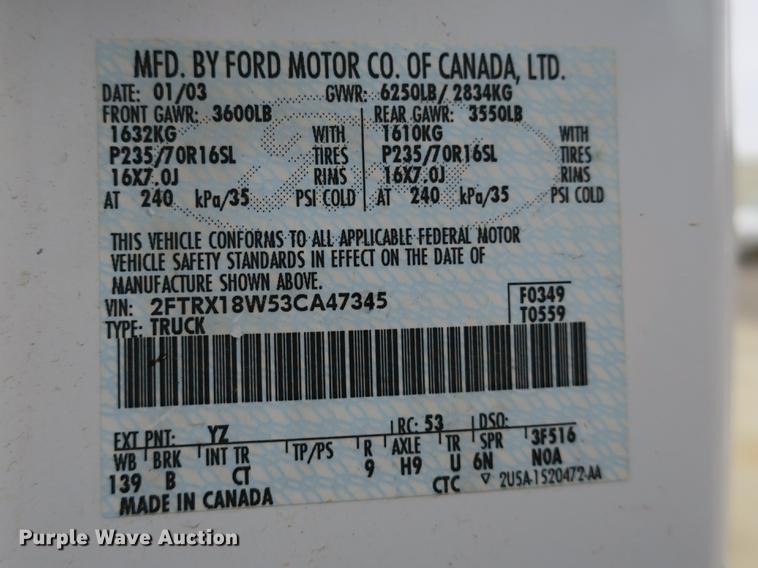 MFD. BY FORD MOTOR CO. OF CANADA, LTD.
DATE: 01/03 GVWR: 6250LB/ 2834KG
FRONT GAWR: 3600LB REAR GAWR: 3550LB
1632KG WITH 1610KG WITH
P235/70R16SL TIRES P235/70R16SL TIRES
16X7.0J RIMS 16X7.0J RIMS
AT 240 kPa/35 PSI COLD AT 240 kPa/35 PSI COLD
THIS VEHICLE CONFORMS TO ALL APPLICABLE FEDERAL MOTOR
VEHICLE SAFETY STANDARDS IN EFFECT ON THE DATE OF
MANUFACTURE SHOWN ABOVE.
VIN: 2FTRX18W53CA47345 F0349
TYPE: TRUCK T0559
EXT PNT: YZ RC: 53 DSO:
WB BRK INT TR TP/PS R AXLE TR SPR 3F516
139 B CT 9 H9 U 6N N0A
MADE IN CANADA CTC ▽ 2U5A-1520472-AA
Purple Wave Auction